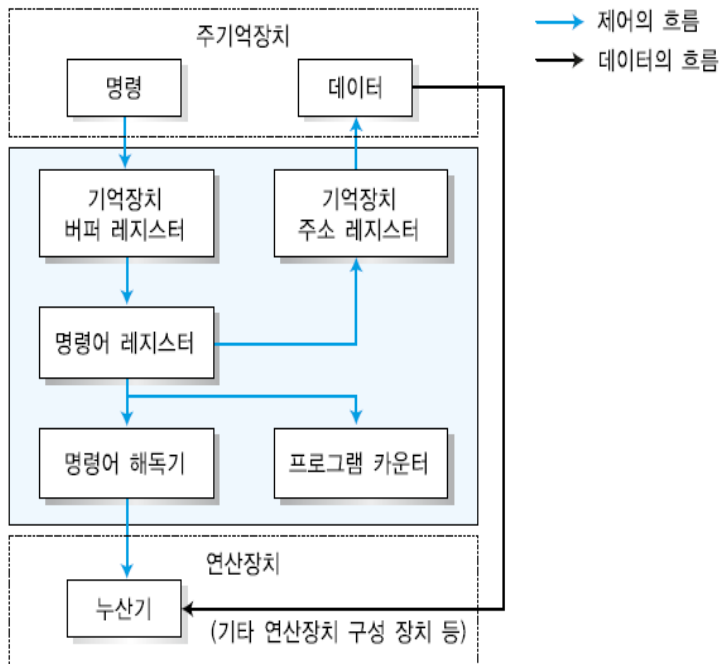 주기억장치
제어의 흐름
데이터의 흐름
명령
데이터
기억장치
버퍼 레지스터
기억장치
주소 레지스터
명령어 레지스터
명령어 해독기
프로그램 카운터
연산장치
누산기
(기타 연산장치 구성 장치 등)